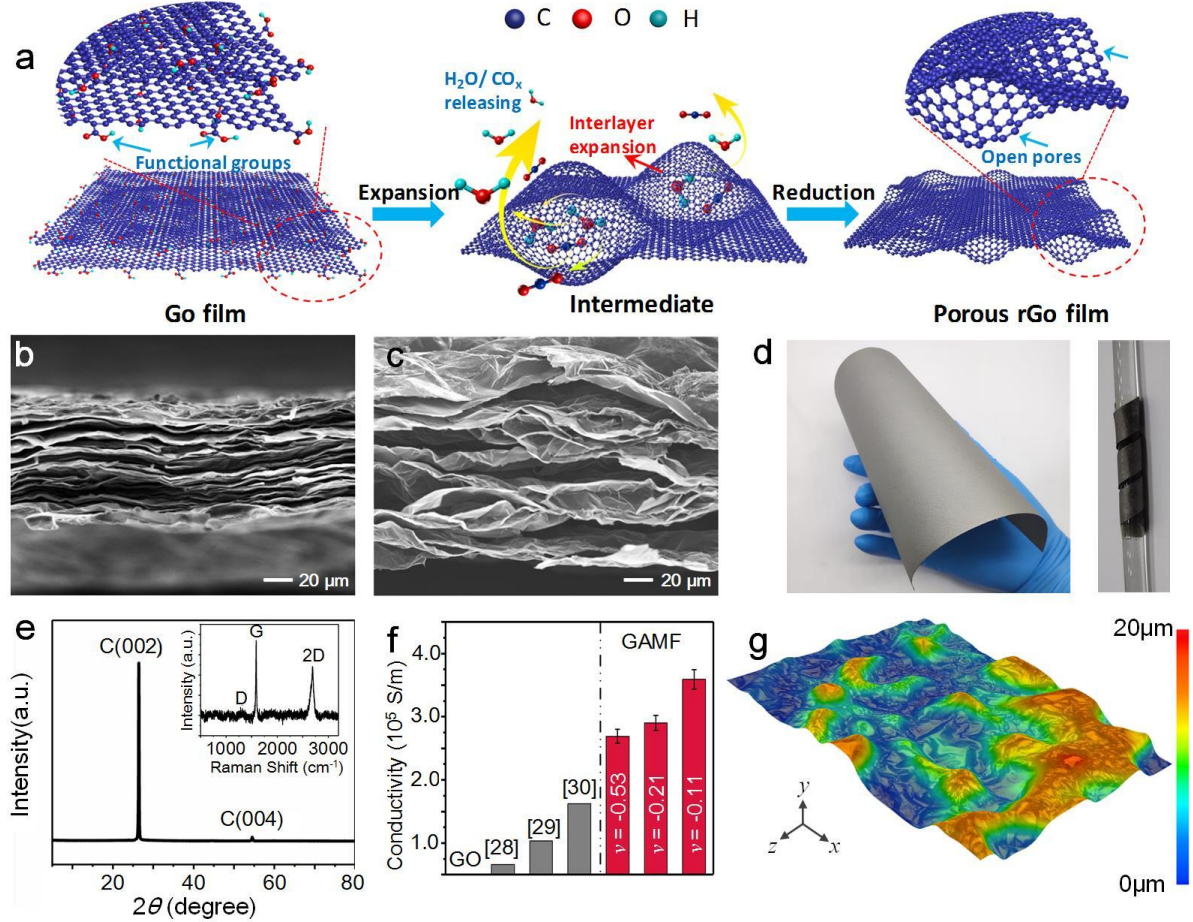 C O H
a
H₂O/ COₓ
releasing
Interlayer
expansion
Functional groups
Open pores
Expansion
Reduction
Go film
Intermediate
Porous rGo film
b
20 µm
c
20 µm
d
e
C(002)
C(004)
Intensity(a.u.)
20 40 60 80
2θ (degree)
G
2D
D
Intensity (a.u.)
1000 2000 3000
Raman Shift (cm⁻¹)
f
GAMF
Conductivity (10⁵ S/m)
4.0
3.0
2.0
1.0
GO
[28]
[29]
[30]
ν = -0.53
ν = -0.21
ν = -0.11
g
20µm
0µm
y
z
x